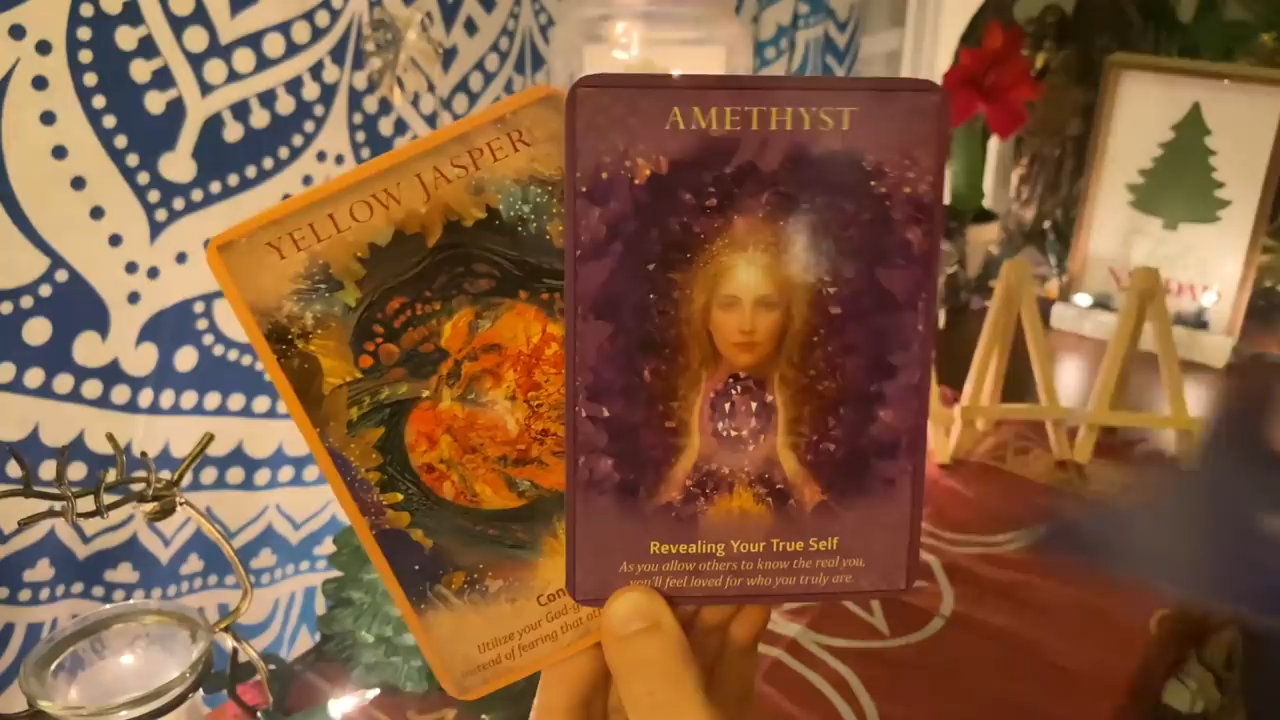 YELLOW JASPER
Utilize your God-g
instead of fearing that
AMETHYST
Revealing Your True Self
As you allow others to know the real you,
you'll feel loved for who you truly are.